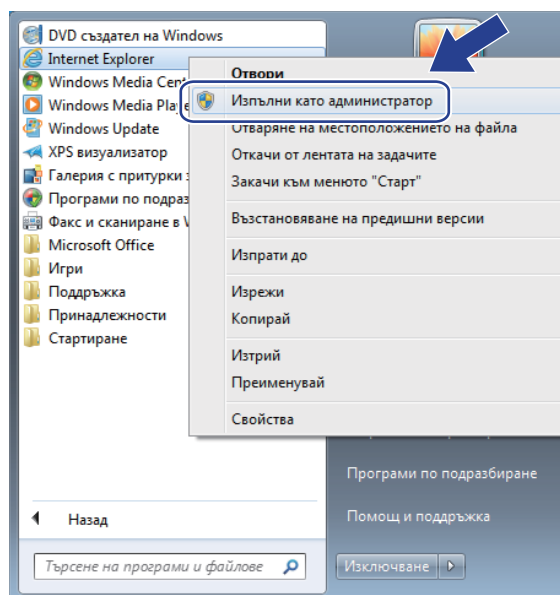 DVD създател на Windows
Internet Explorer
Windows Media Cent
Windows Media Playe
Windows Update
XPS визуализатор
Галерия с притурки
Програми по подраз
Факс и сканиране в
Microsoft Office
Игри
Поддръжка
Принадлежности
Стартиране
Назад
Търсене на програми и файлове
Отвори
Изпълни като администратор
Отваряне на местоположението на файла
Откачи от лентата на задачите
Закачи към менюто "Старт"
Възстановяване на предишни версии
Изпрати до
Изрежи
Копирай
Изтрий
Преименувай
Свойства
Програми по подразбиране
Помощ и поддръжка
Изключване